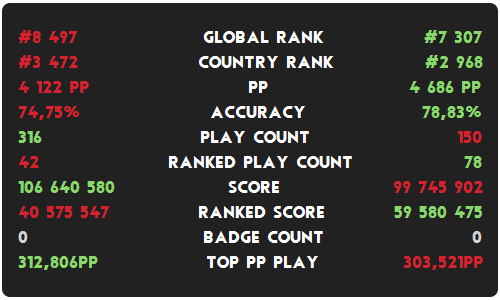 #8 497 GLOBAL RANK #7 307
#3 472 COUNTRY RANK #2 968
4 122 PP PP 4 686 PP
74,75% ACCURACY 78,83%
316 PLAY COUNT 150
42 RANKED PLAY COUNT 78
106 640 580 SCORE 99 745 902
40 575 547 RANKED SCORE 59 580 475
0 BADGE COUNT 0
312,806PP TOP PP PLAY 303,521PP